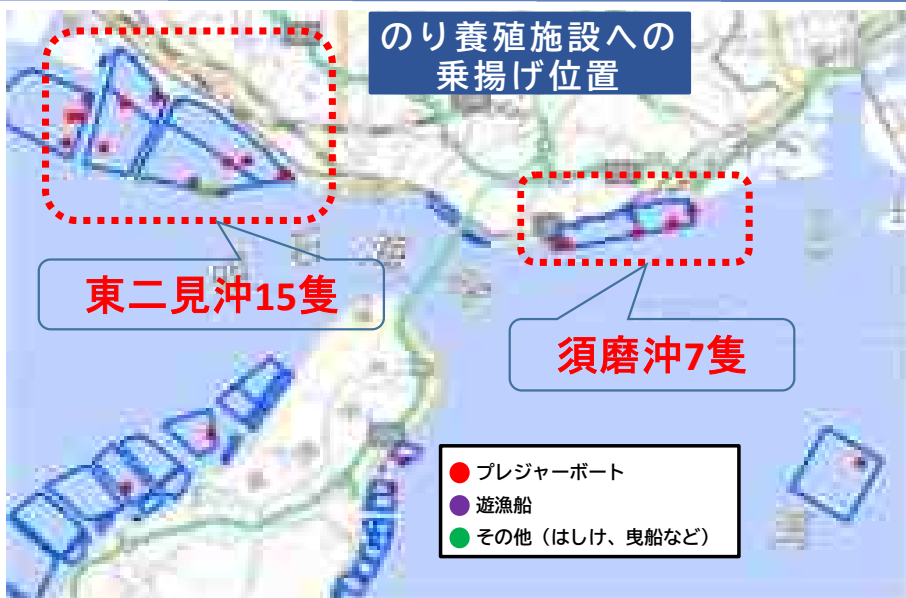 のり養殖施設への
乗揚げ位置
東二見沖15隻
須磨沖7隻
プレジャーボート
遊漁船
その他（はしけ、曳船など）